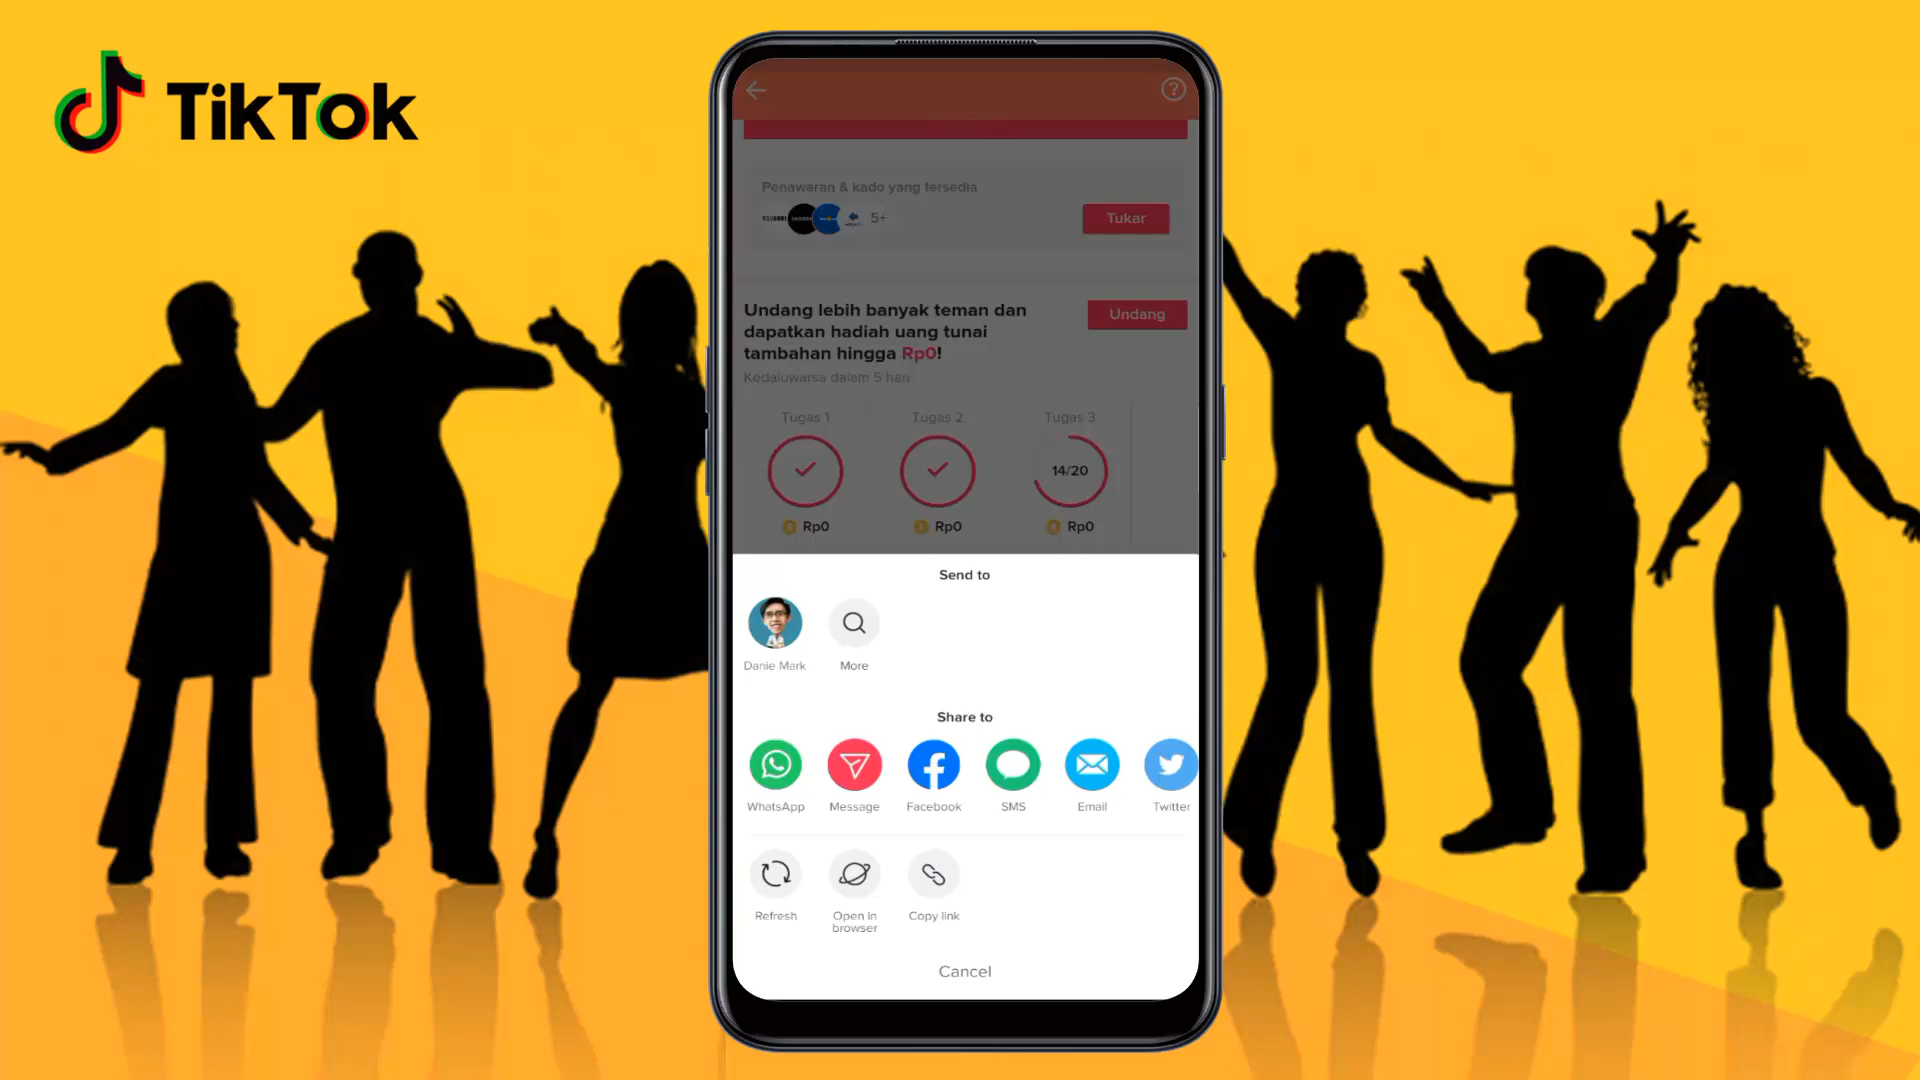 TikTok
Penawaran & kado yang tersedia
5+
Tukar
Undang lebih banyak teman dan
dapatkan hadiah uang tunai
tambahan hingga Rp0!
Undang
Kedaluwarsa dalam 5 hari
Tugas 1
Tugas 2
Tugas 3
14/20
Rp0
Rp0
Rp0
Send to
Danie Mark
More
Share to
WhatsApp
Message
Facebook
SMS
Email
Twitter
Refresh
Open in
browser
Copy link
Cancel